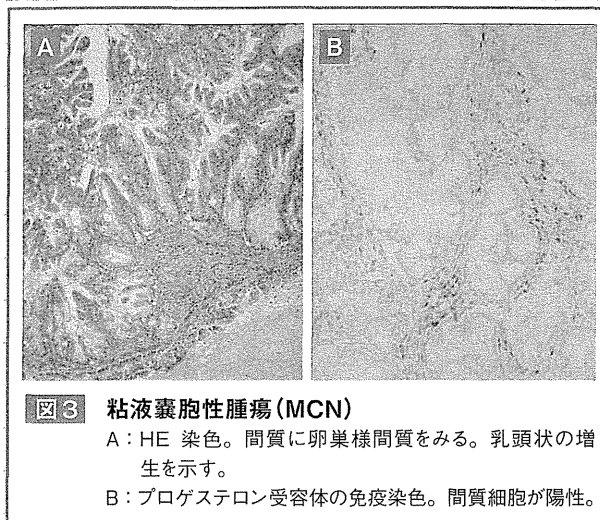 A
B
図3 粘液嚢胞性腫瘍(MCN)
A:HE 染色。間質に卵巣様間質をみる。乳頭状の増
生を示す。
B:プロゲステロン受容体の免疫染色。間質細胞が陽性。